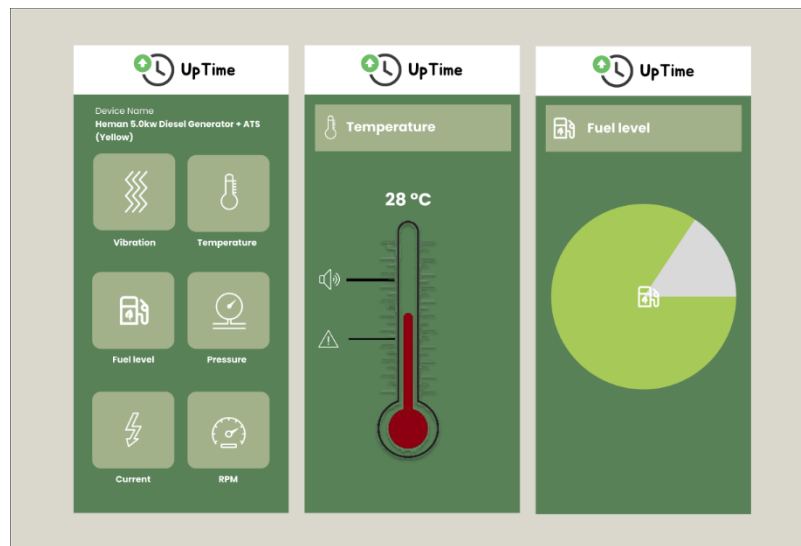 UpTime
Device Name
Heman 5.0kw Diesel Generator + ATS
(Yellow)
Vibration
Temperature
Fuel level
Pressure
Current
RPM
UpTime
Temperature
28 °C
UpTime
Fuel level